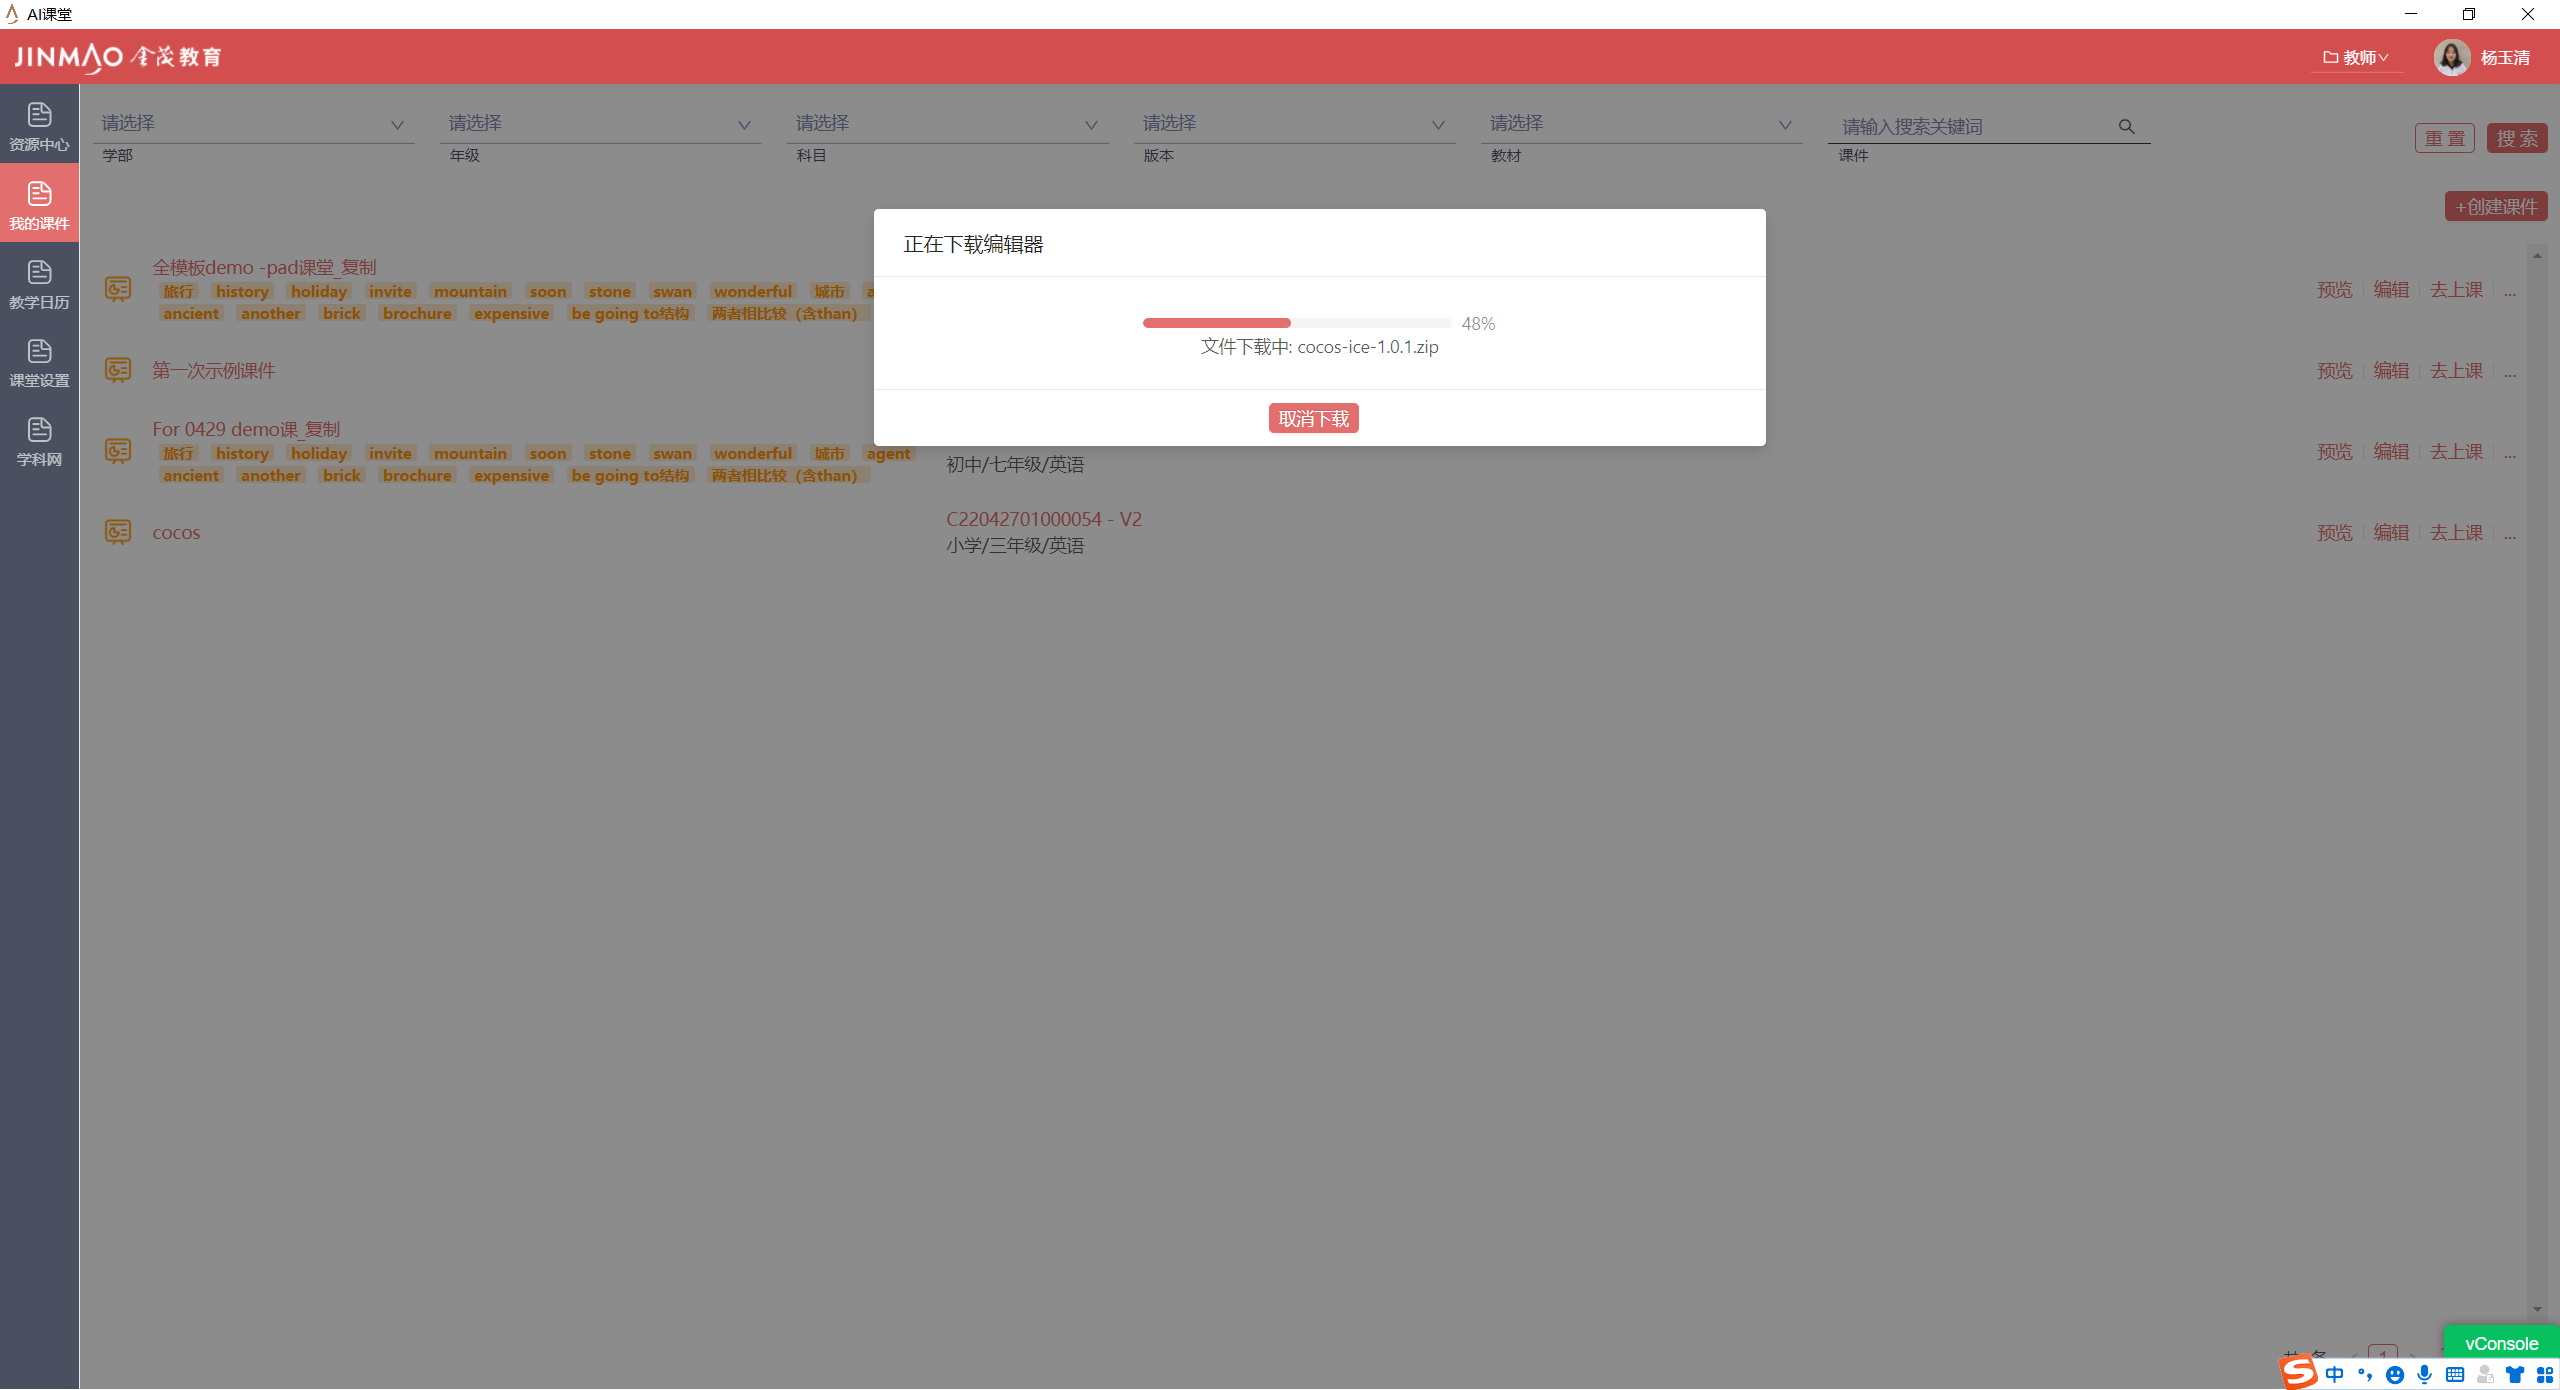 AI课堂
JINMAO 金茂教育
教师
杨玉清
资源中心
我的课件
教学日历
课堂设置
学科网
请选择
学部
请选择
年级
请选择
科目
请选择
版本
请选择
教材
请输入搜索关键词
课件
重 置
搜 索
+创建课件
正在下载编辑器
48%
文件下载中: cocos-ice-1.0.1.zip
取消下载
全模板demo -pad课堂_复制
旅行 history holiday invite mountain soon stone swan wonderful 城市
ancient another brick brochure expensive be going to结构 两者相比较（含than）
预览 编辑 去上课 ...
第一次示例课件
预览 编辑 去上课 ...
For 0429 demo课_复制
旅行 history holiday invite mountain soon stone swan wonderful 城市 agent
ancient another brick brochure expensive be going to结构 两者相比较（含than）
初中/七年级/英语
预览 编辑 去上课 ...
cocos
C22042701000054 - V2
小学/三年级/英语
预览 编辑 去上课 ...
vConsole
中